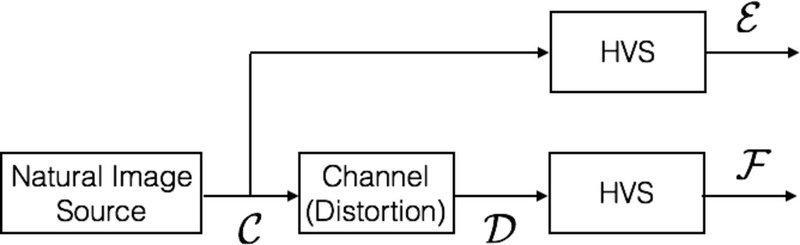 HVS
ℰ
Natural Image
Source
𝒞
Channel
(Distortion)
𝒟
HVS
ℱ